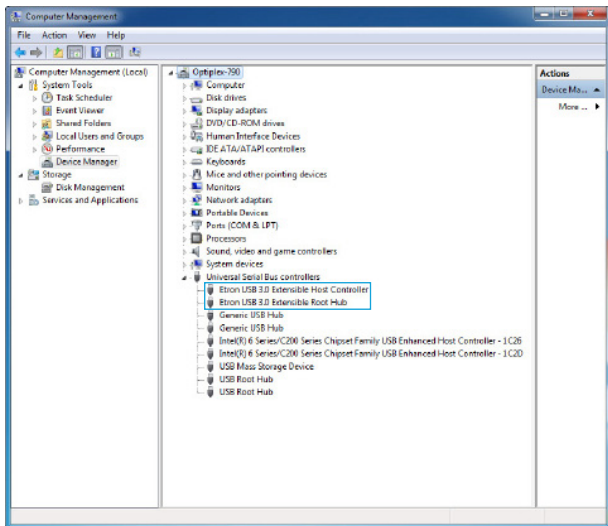 Computer Management
File Action View Help
Computer Management (Local)
System Tools
Task Scheduler
Event Viewer
Shared Folders
Local Users and Groups
Performance
Device Manager
Storage
Disk Management
Services and Applications
Optiplex-790
Computer
Disk drives
Display adapters
DVD/CD-ROM drives
Human Interface Devices
IDE ATA/ATAPI controllers
Keyboards
Mice and other pointing devices
Monitors
Network adapters
Portable Devices
Ports (COM & LPT)
Processors
Sound, video and game controllers
System devices
Universal Serial Bus controllers
Etron USB 3.0 Extensible Host Controller
Etron USB 3.0 Extensible Root Hub
Generic USB Hub
Generic USB Hub
Intel(R) 6 Series/C200 Series Chipset Family USB Enhanced Host Controller - 1C26
Intel(R) 6 Series/C200 Series Chipset Family USB Enhanced Host Controller - 1C2D
USB Mass Storage Device
USB Root Hub
USB Root Hub
Actions
Device Ma...
More ...